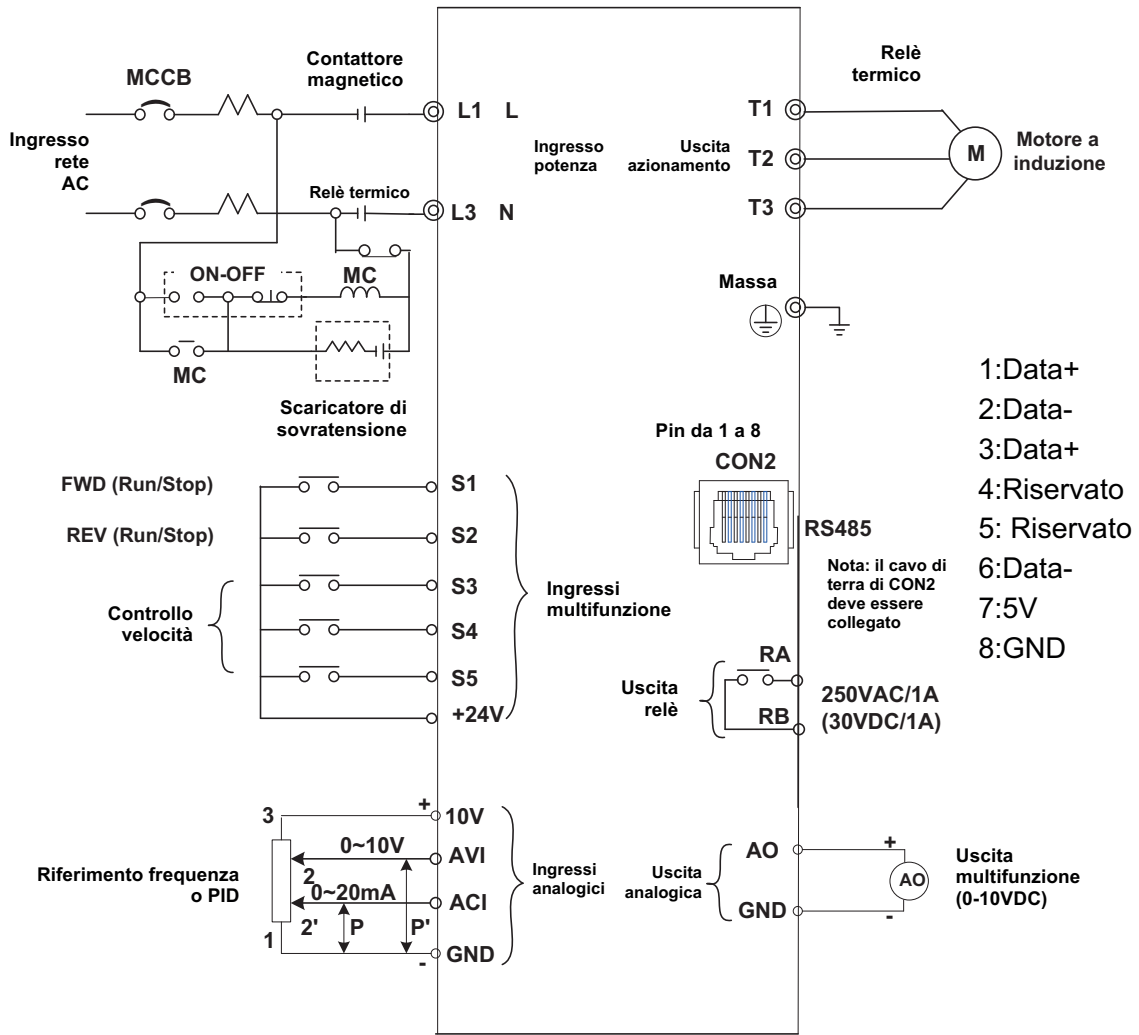 MCCB
Contattore
magnetico
Ingresso
rete
AC
L1 L
Relè termico
L3 N
ON-OFF
MC
MC
Scaricatore di
sovratensione
Ingresso
potenza
Uscita
azionamento
T1
T2
T3
Relè
termico
M
Motore a
induzione
Massa
FWD (Run/Stop)
REV (Run/Stop)
Controllo
velocità
S1
S2
S3
S4
S5
+24V
Ingressi
multifunzione
Pin da 1 a 8
CON2
RS485
Nota: il cavo di
terra di CON2
deve essere
collegato
1:Data+
2:Data-
3:Data+
4:Riservato
5: Riservato
6:Data-
7:5V
8:GND
Uscita
relè
RA
RB
250VAC/1A
(30VDC/1A)
Riferimento frequenza
o PID
3
+
10V
0~10V
AVI
2
0~20mA
ACI
2'
P
P'
1
-
GND
Ingressi
analogici
Uscita
analogica
AO
GND
+
AO
-
Uscita
multifunzione
(0-10VDC)